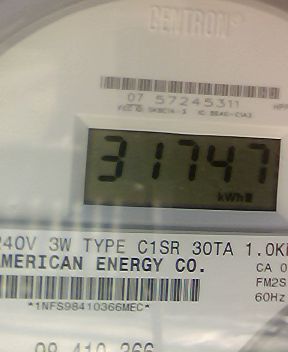 CENTRON®
07 57245311
31747
kWh
240V 3W TYPE C1SR 30TA 1.0K
AMERICAN ENERGY CO.
CA 0
FM2S
60Hz
*1NFS98410366MEC*
98 410 366